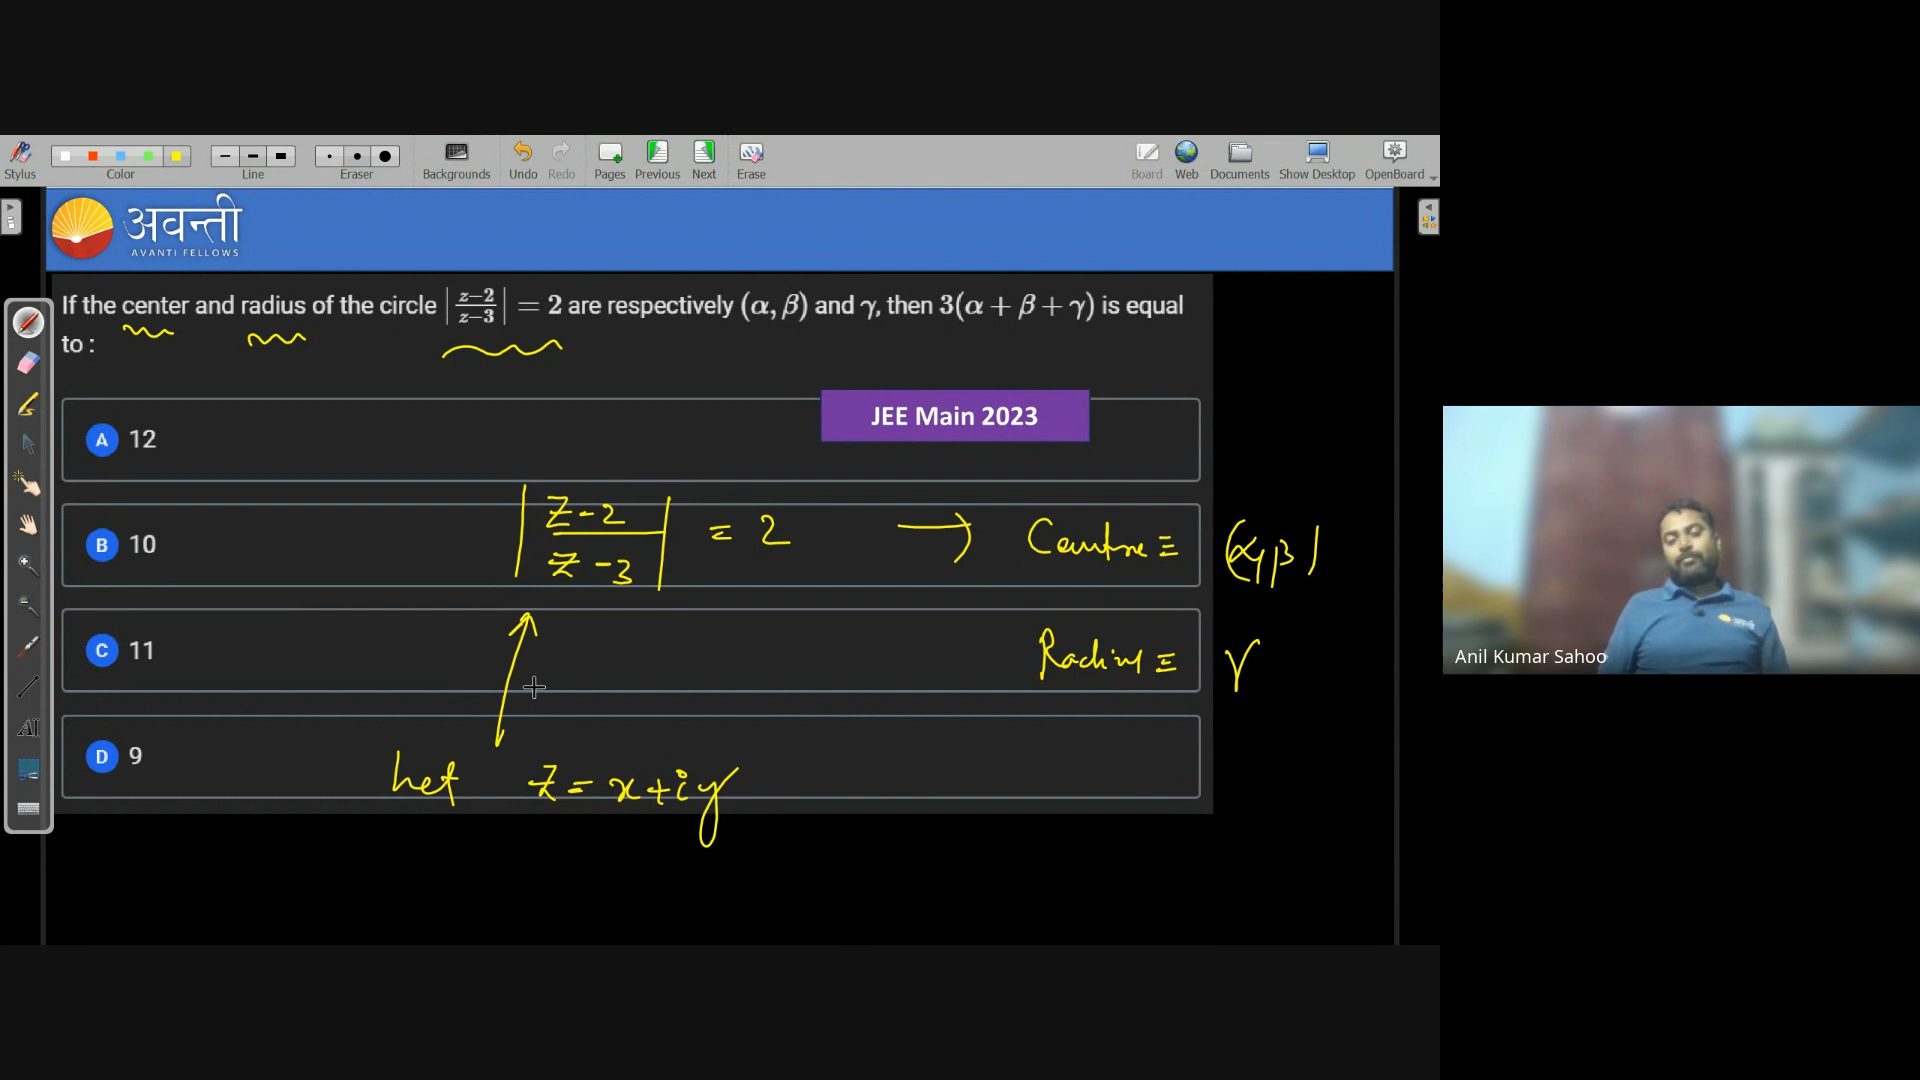 Stylus
Color
Line
Eraser
Backgrounds
Undo
Redo
Pages
Previous
Next
Erase
Board
Web
Documents
Show Desktop
OpenBoard
अवन्ती
AVANTI FELLOWS
If the center and radius of the circle |z−2/z−3| = 2 are respectively (α, β) and γ, then 3(α + β + γ) is equal
to :
JEE Main 2023
A 12
B 10
C 11
D 9
|z-2/z-3| = 2 → Centre ≡ (α, β)
Radius ≡ γ
Let z = x+iy
AI
Anil Kumar Sahoo